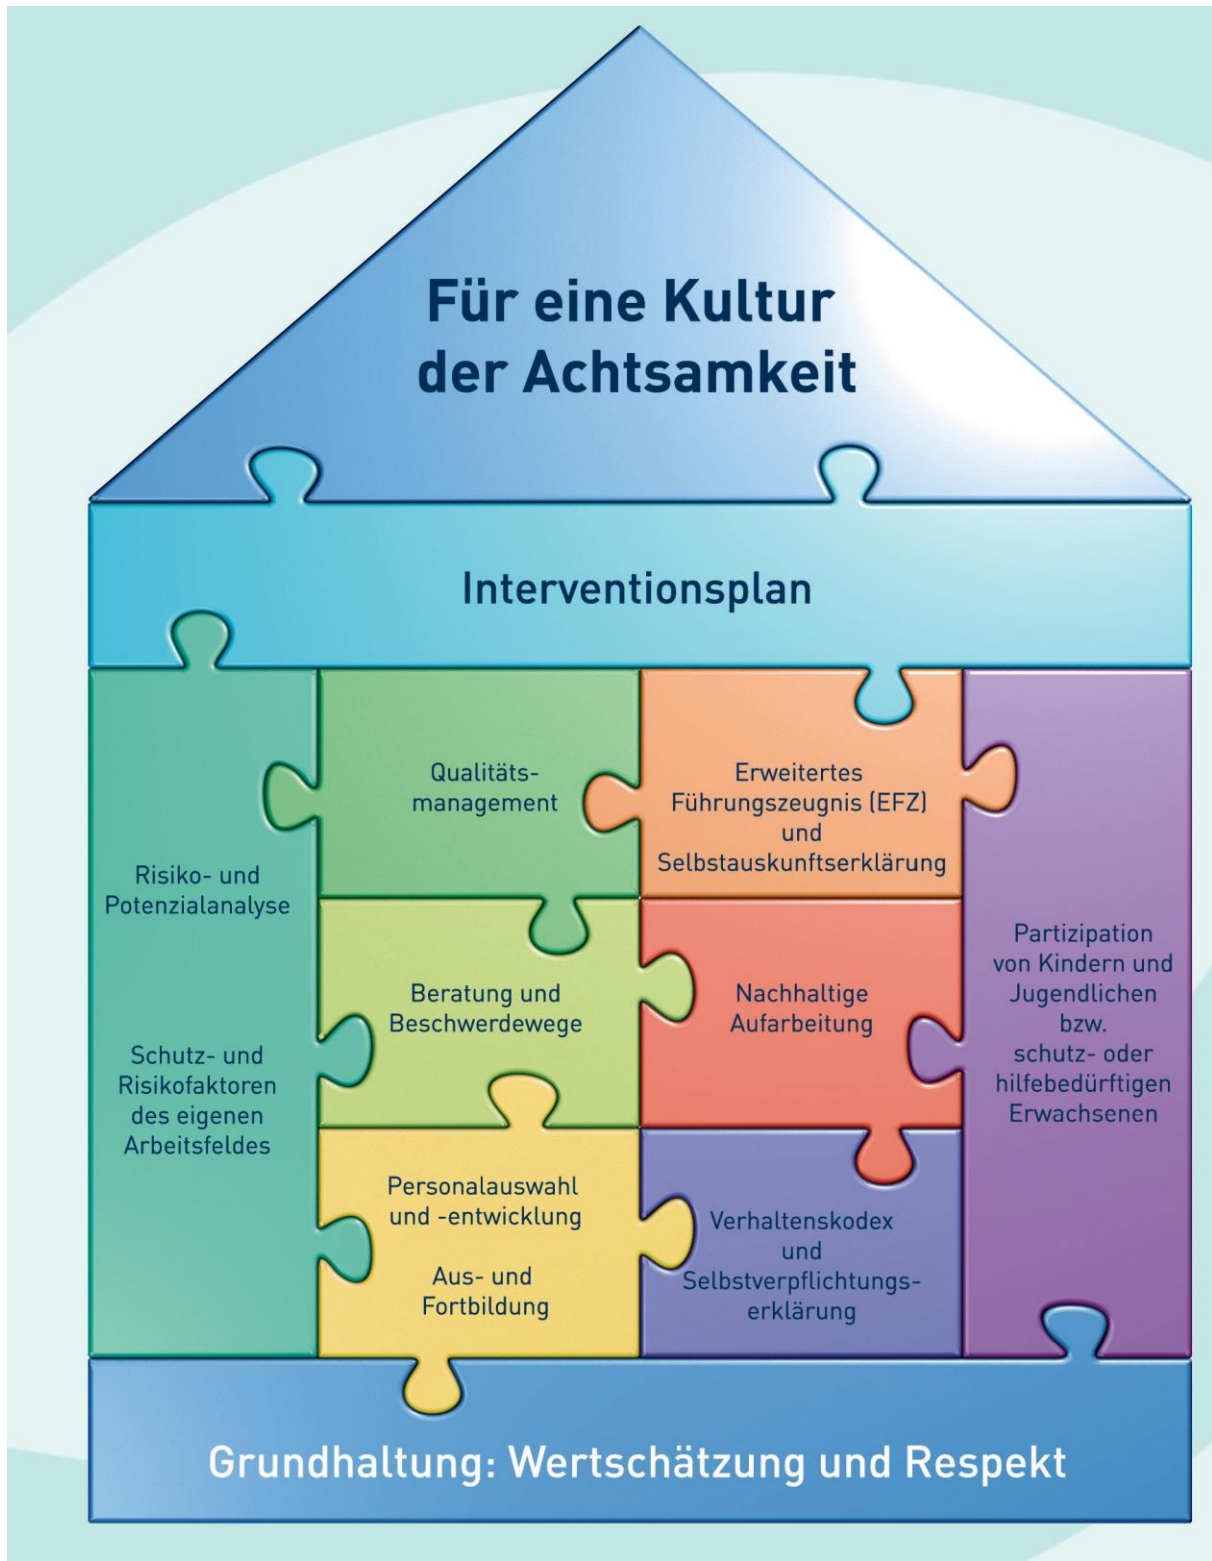 Für eine Kultur
der Achtsamkeit
Interventionsplan
Risiko- und
Potenzialanalyse
Schutz- und
Risikofaktoren
des eigenen
Arbeitsfeldes
Qualitäts-
management
Erweitertes
Führungszeugnis (EFZ)
und
Selbstauskunftserklärung
Beratung und
Beschwerdewege
Nachhaltige
Aufarbeitung
Personalauswahl
und -entwicklung
Aus- und
Fortbildung
Verhaltenskodex
und
Selbstverpflichtungs-
erklärung
Partizipation
von Kindern und
Jugendlichen
bzw.
schutz- oder
hilfebedürftigen
Erwachsenen
Grundhaltung: Wertschätzung und Respekt